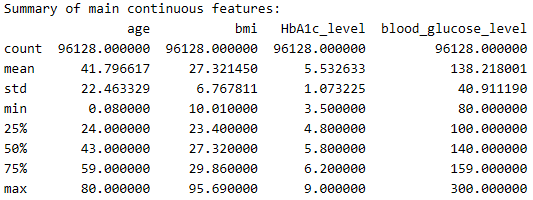 Summary of main continuous features:
age bmi HbA1c_level blood_glucose_level
count 96128.000000 96128.000000 96128.000000 96128.000000
mean 41.796617 27.321450 5.532633 138.218001
std 22.463329 6.767811 1.073225 40.911190
min 0.080000 10.010000 3.500000 80.000000
25% 24.000000 23.400000 4.800000 100.000000
50% 43.000000 27.320000 5.800000 140.000000
75% 59.000000 29.860000 6.200000 159.000000
max 80.000000 95.690000 9.000000 300.000000